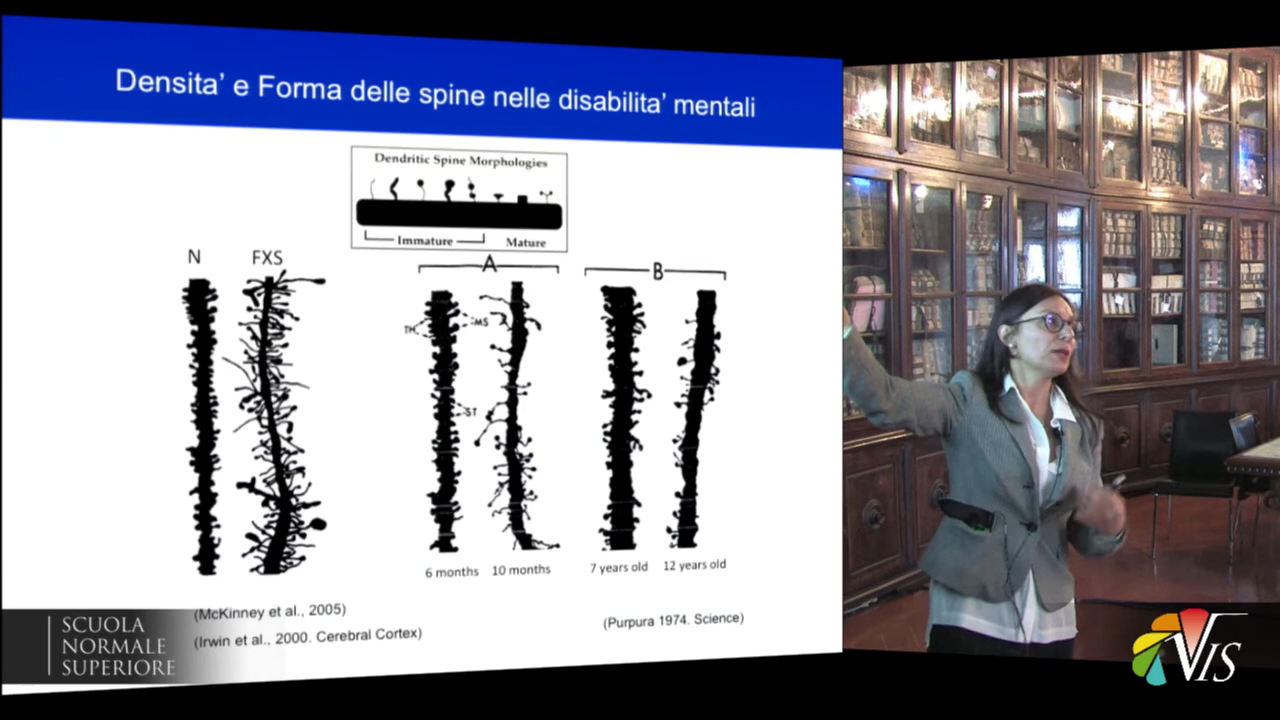 Densita' e Forma delle spine nelle disabilita' mentali
Dendritic Spine Morphologies
Immature Mature
N FXS
A B
TH MS
ST
6 months 10 months 7 years old 12 years old
(McKinney et al., 2005)
(Irwin et al., 2000. Cerebral Cortex)
(Purpura 1974. Science)
SCUOLA
NORMALE
SUPERIORE
VIS